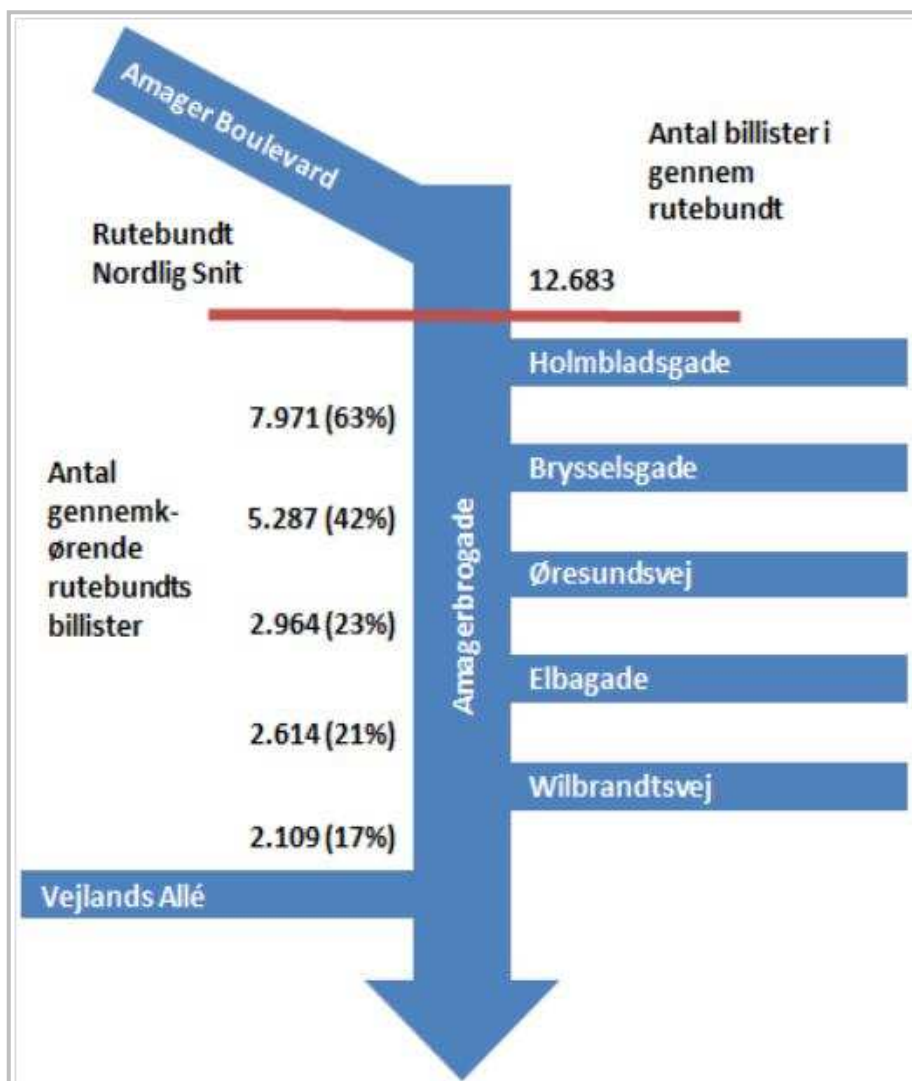 Amager Boulevard
Antal billister i
gennem
rutebundt
Rutebundt
Nordlig Snit
12.683
Holmbladsgade
7.971 (63%)
Brysselsgade
Antal
gennemk-
ørende
rutebundts
billister
5.287 (42%)
Øresundsvej
2.964 (23%)
Amagerbrogade
Elbagade
2.614 (21%)
Wilbrandtsvej
2.109 (17%)
Vejlands Allé